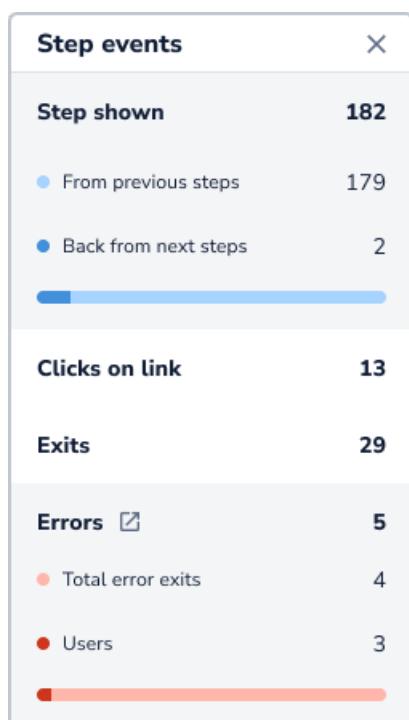 Step events
Step shown 182
From previous steps 179
Back from next steps 2
Clicks on link 13
Exits 29
Errors 5
Total error exits 4
Users 3